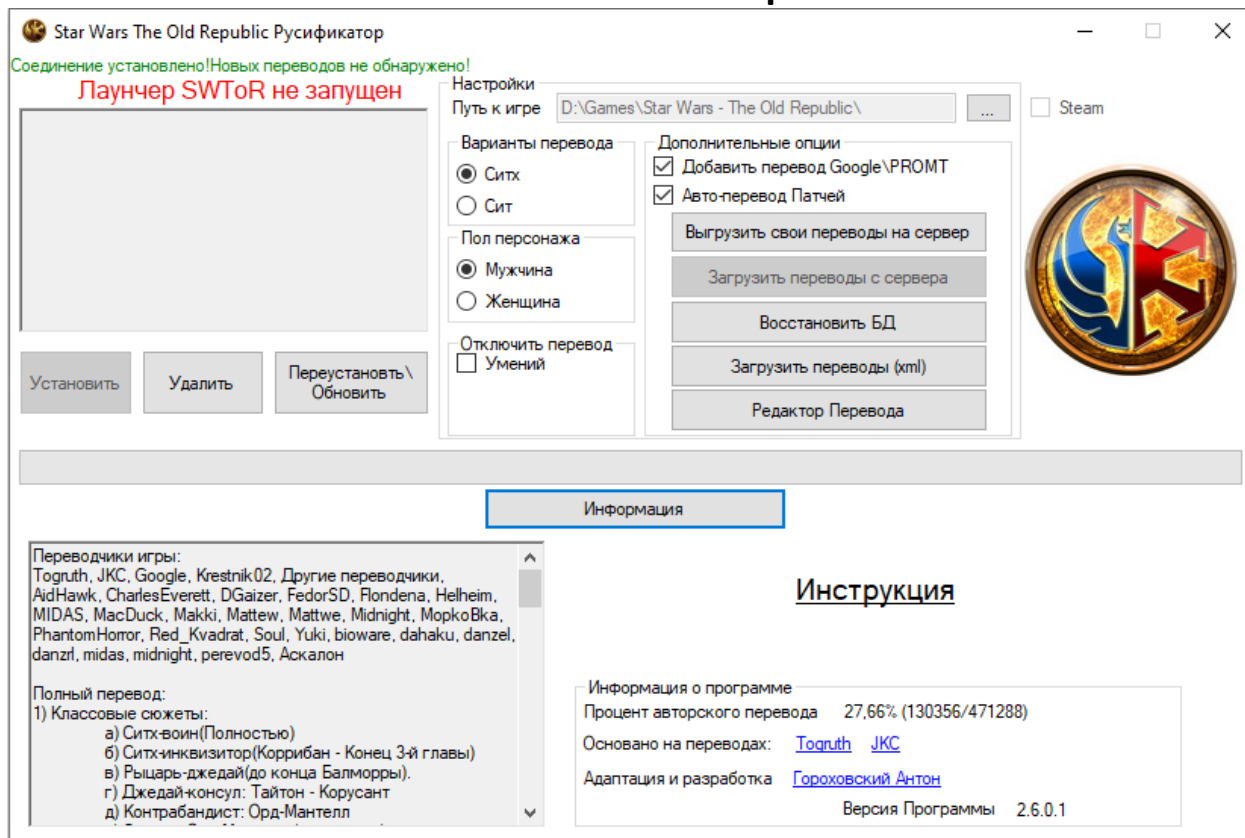 Star Wars The Old Republic Русификатор
Соединение установлено!Новых переводов не обнаружено!
Лаунчер SWToR не запущен
Настройки
Путь к игре D:\Games\Star Wars - The Old Republic\ ... Steam
Варианты перевода
Ситх
Сит
Пол персонажа
Мужчина
Женщина
Отключить перевод
Умений
Дополнительные опции
Добавить перевод Google\PROMT
Авто-перевод Патчей
Выгрузить свои переводы на сервер
Загрузить переводы с сервера
Восстановить БД
Загрузить переводы (xml)
Редактор Перевода
Установить
Удалить
Переустановть\
Обновить
Информация
Переводчики игры:
Togruth, JKC, Google, Krestnik02, Другие переводчики,
AidHawk, CharlesEverett, DGaizer, FedorSD, Flondena, Helheim,
MIDAS, MacDuck, Makki, Mattew, Mattwe, Midnight, MopkoBka,
PhantomHorror, Red_Kvadrat, Soul, Yuki, bioware, dahaku, danzel,
danzrl, midas, midnight, perevod5, Аскалон
Полный перевод:
1) Классовые сюжеты:
а) Ситх-воин(Полностью)
б) Ситх-инквизитор(Коррибан - Конец 3-й главы)
в) Рыцарь-джедай(до конца Балморры).
г) Джедай-консул: Тайтон - Корусант
д) Контрабандист: Орд-Мантелл
Инструкция
Информация о программе
Процент авторского перевода 27,66% (130356/471288)
Основано на переводах: Togruth JKC
Адаптация и разработка Гороховский Антон
Версия Программы 2.6.0.1